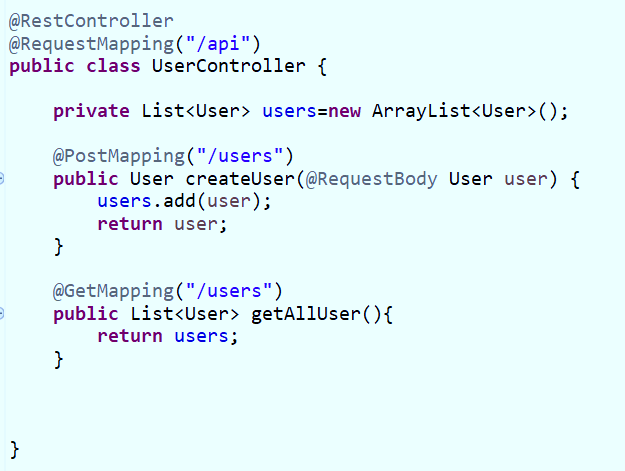 @RestController
@RequestMapping("/api")
public class UserController {
private List<User> users=new ArrayList<User>();
@PostMapping("/users")
public User createUser(@RequestBody User user) {
users.add(user);
return user;
}
@GetMapping("/users")
public List<User> getAllUser(){
return users;
}
}